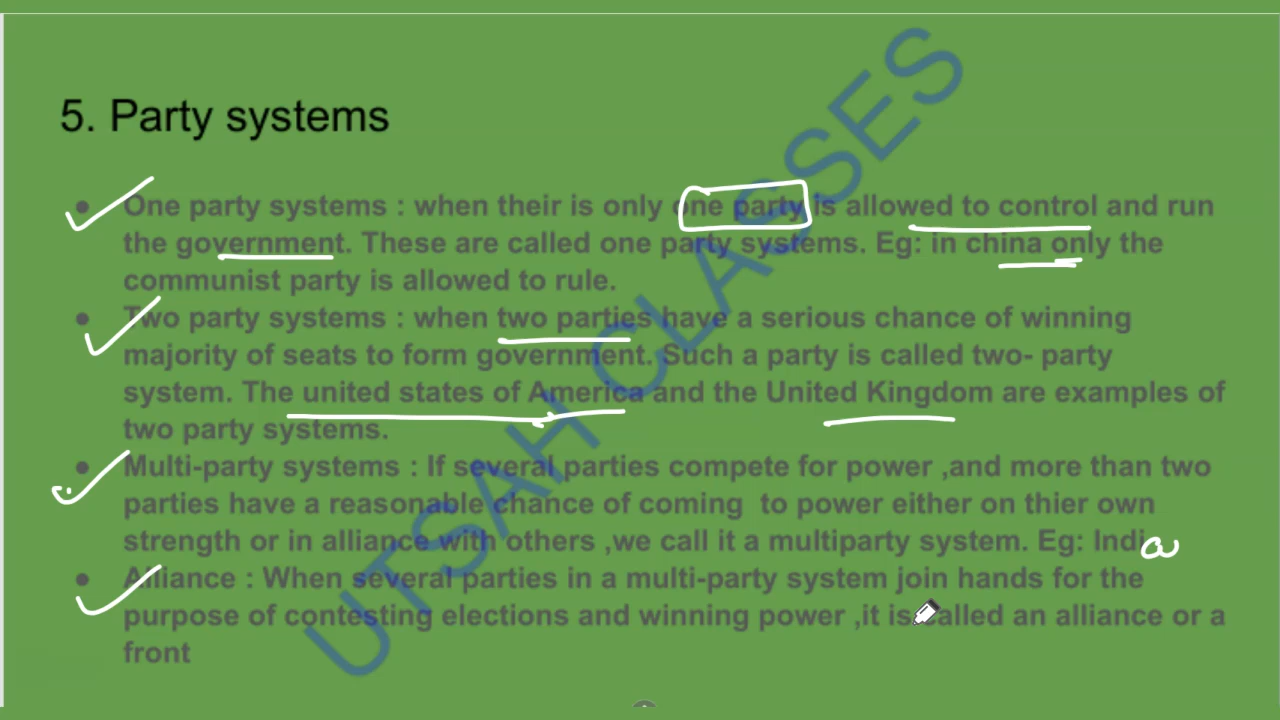 5. Party systems
One party systems : when their is only one party is allowed to control and run
the government. These are called one party systems. Eg: in china only the
communist party is allowed to rule.
Two party systems : when two parties have a serious chance of winning
majority of seats to form government. Such a party is called two- party
system. The united states of America and the United Kingdom are examples of
two party systems.
Multi-party systems : If several parties compete for power ,and more than two
parties have a reasonable chance of coming to power either on thier own
strength or in alliance with others ,we call it a multiparty system. Eg: India
Alliance : When several parties in a multi-party system join hands for the
purpose of contesting elections and winning power ,it is called an alliance or a
front
UTSAH CLASSES